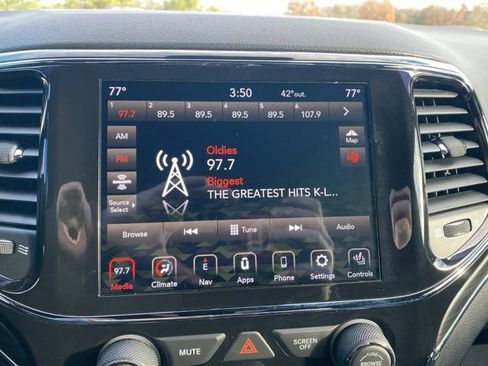 77° 3:50 42°out. 77°
1 2 3 4 5 6
97.7 89.5 89.5 89.5 89.5 107.9
AM
Map
FM
Oldies
97.7
Biggest
THE GREATEST HITS K-L...
Source
Select
Browse Tune Audio
97.7 E
Media Climate Nav Apps Phone Settings Controls
MUTE SCREEN OFF
TUNE